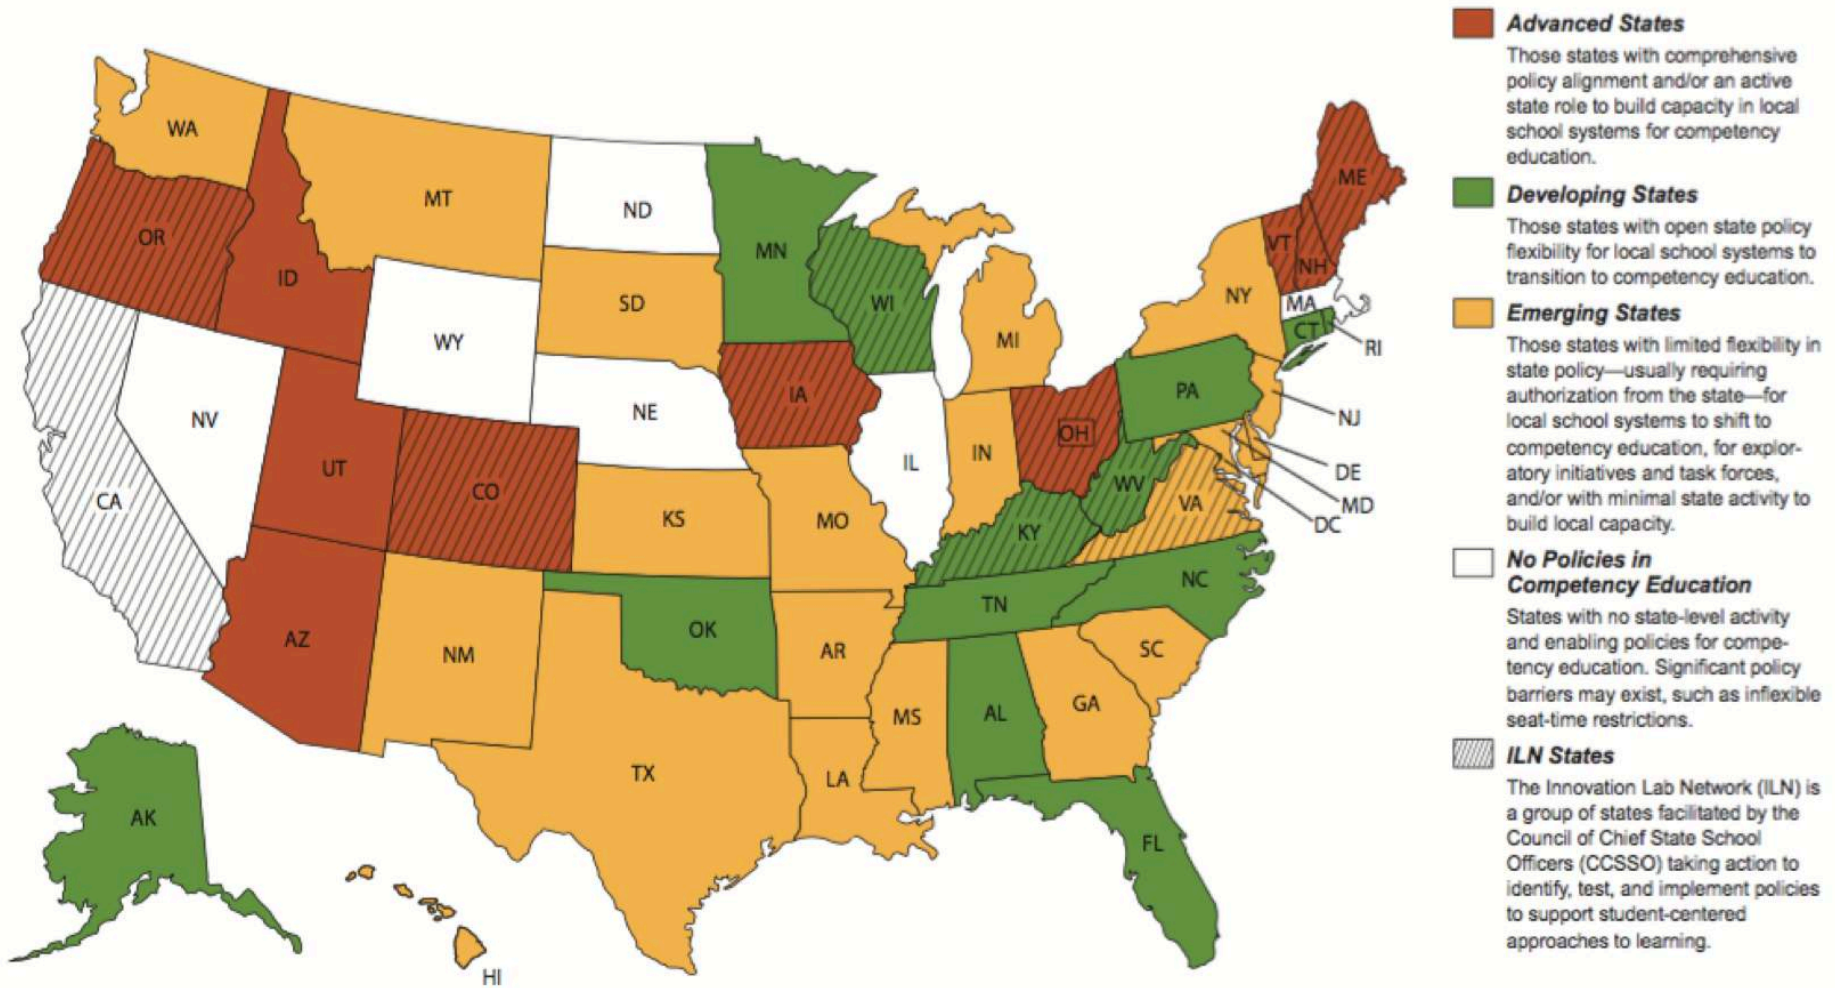 WA
MT
ND
OR
ID
MN
WI
SD
WY
MI
NY
VT
NH
ME
MA
CT
RI
NV
NE
IA
IL
IN
OH
PA
NJ
DE
MD
DC
CA
UT
CO
KS
MO
KY
WV
VA
AZ
NM
OK
AR
TN
NC
SC
MS
AL
GA
TX
LA
FL
AK
HI
Advanced States
Those states with comprehensive
policy alignment and/or an active
state role to build capacity in local
school systems for competency
education.
Developing States
Those states with open state policy
flexibility for local school systems to
transition to competency education.
Emerging States
Those states with limited flexibility in
state policy—usually requiring
authorization from the state—for
local school systems to shift to
competency education, for explor-
atory initiatives and task forces,
and/or with minimal state activity to
build local capacity.
No Policies in
Competency Education
States with no state-level activity
and enabling policies for compe-
tency education. Significant policy
barriers may exist, such as inflexible
seat-time restrictions.
ILN States
The Innovation Lab Network (ILN) is
a group of states facilitated by the
Council of Chief State School
Officers (CCSSO) taking action to
identify, test, and implement policies
to support student-centered
approaches to learning.